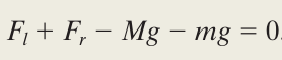 F_l + F_r − Mg − mg = 0.